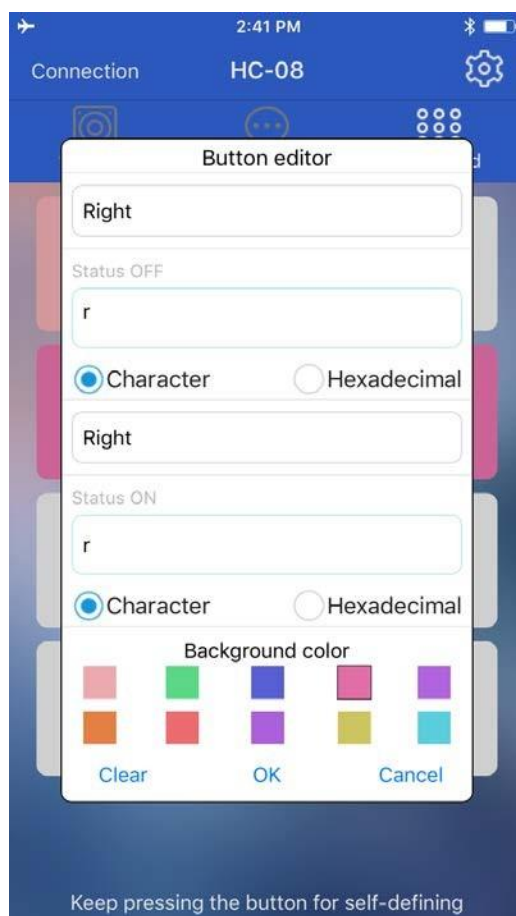 2:41 PM
Connection HC-08
Button editor
Right
Status OFF
r
Character Hexadecimal
Right
Status ON
r
Character Hexadecimal
Background color
Clear OK Cancel
Keep pressing the button for self-defining